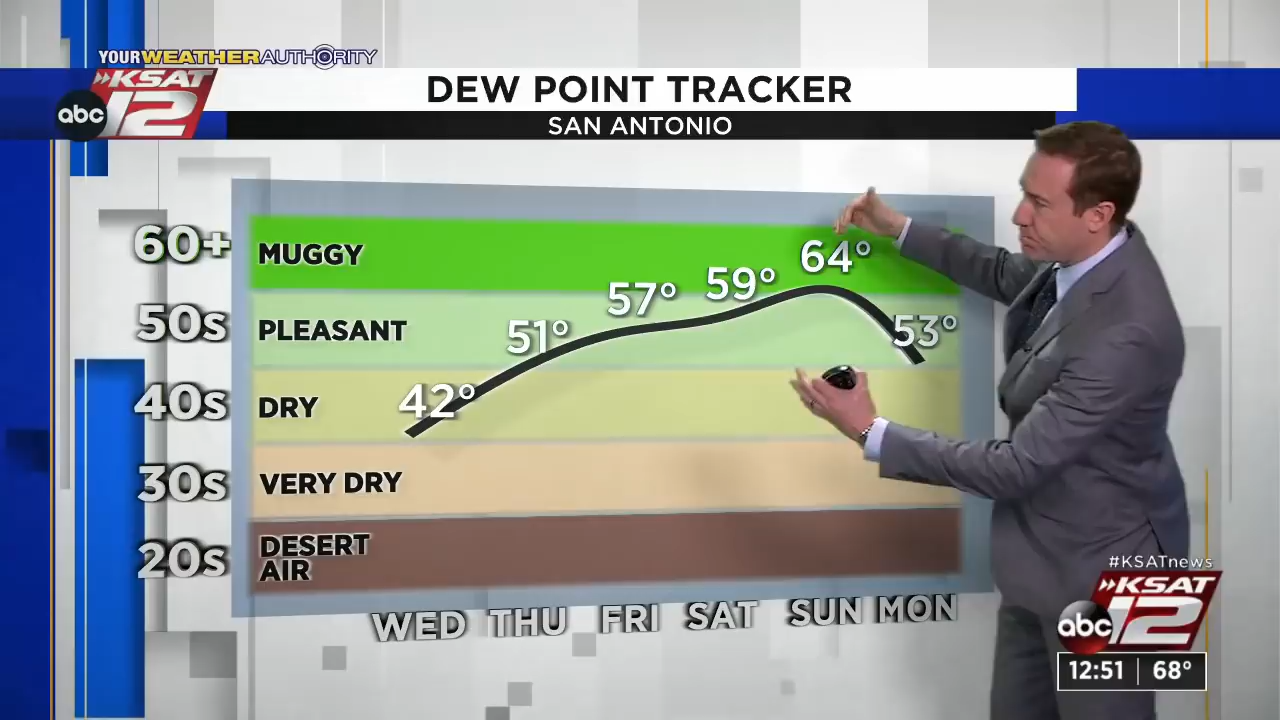 YOUR WEATHER AUTHORITY
KSAT
abc 12
DEW POINT TRACKER
SAN ANTONIO
60+ MUGGY
50s PLEASANT
40s DRY
30s VERY DRY
20s DESERT AIR
42° 51° 57° 59° 64° 53°
WED THU FRI SAT SUN MON
#KSATnews
KSAT
abc 12
12:51 68°